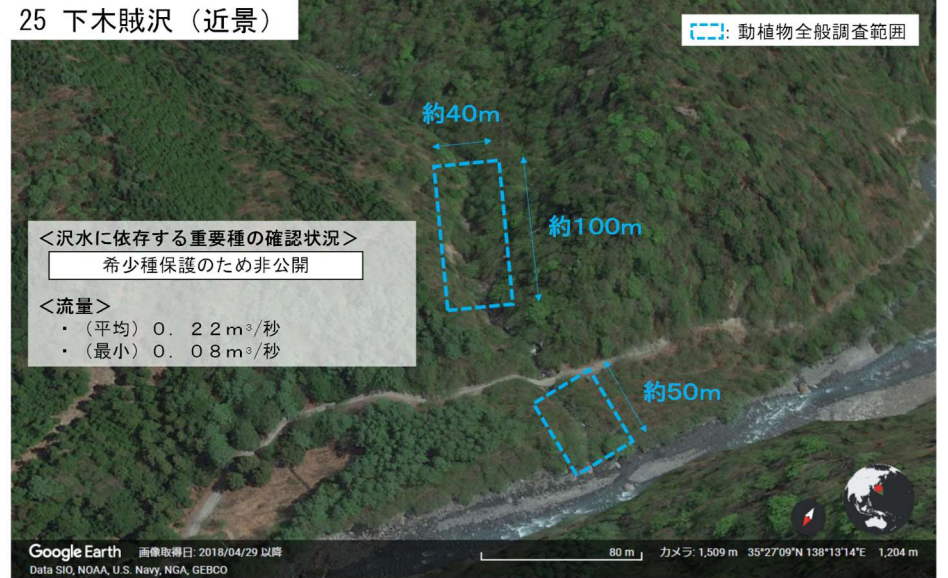 25 下木賊沢（近景）
：動植物全般調査範囲
約40m
約100m
＜沢水に依存する重要種の確認状況＞
希少種保護のため非公開
＜流量＞
・（平均）０．２２ｍ³/秒
・（最小）０．０８ｍ³/秒
約50m
Google Earth 画像取得日: 2018/04/29 以降
Data SIO, NOAA, U.S. Navy, NGA, GEBCO
80 m カメラ: 1,509 m 35°27'09"N 138°13'14"E 1,204 m